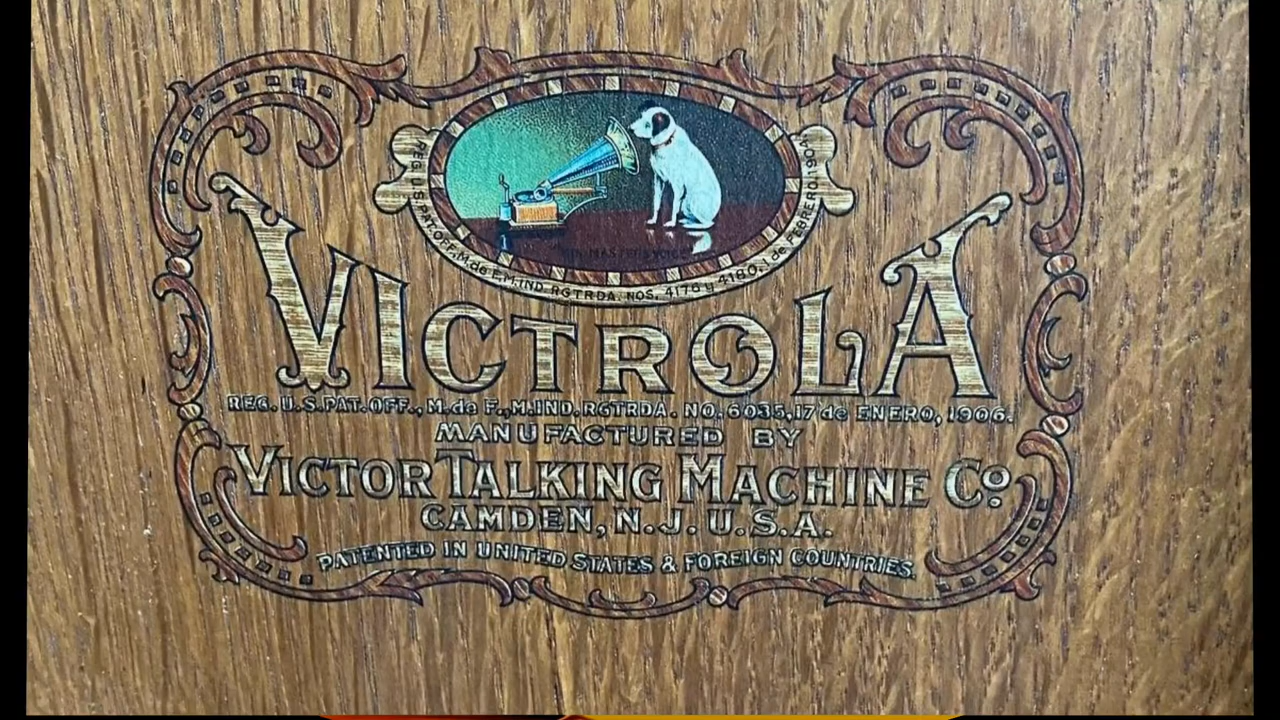 REG. U.S. PAT. OFF. M. de F. M. IND. RGTRDA. NOS. 4176 y 4180. 1 de FEBRERO 1904
MASTER'S VOICE
VICTROLA
REG. U.S. PAT. OFF., M. de F., M. IND. RGTRDA. NO. 6035, 17 de ENERO, 1906.
MANUFACTURED BY
VICTOR TALKING MACHINE Co.
CAMDEN, N. J. U. S. A.
PATENTED IN UNITED STATES & FOREIGN COUNTRIES.